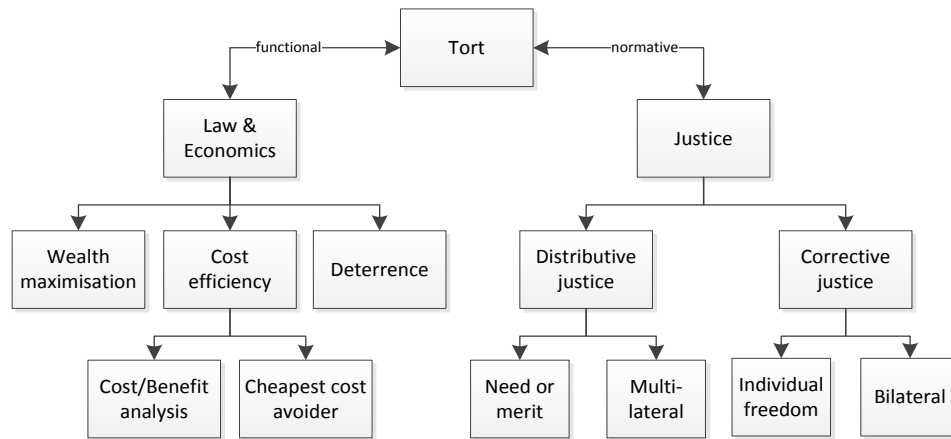 functional
Tort
normative
Law &
Economics
Justice
Wealth
maximisation
Cost
efficiency
Deterrence
Distributive
justice
Corrective
justice
Cost/Benefit
analysis
Cheapest cost
avoider
Need or
merit
Multi-
lateral
Individual
freedom
Bilateral